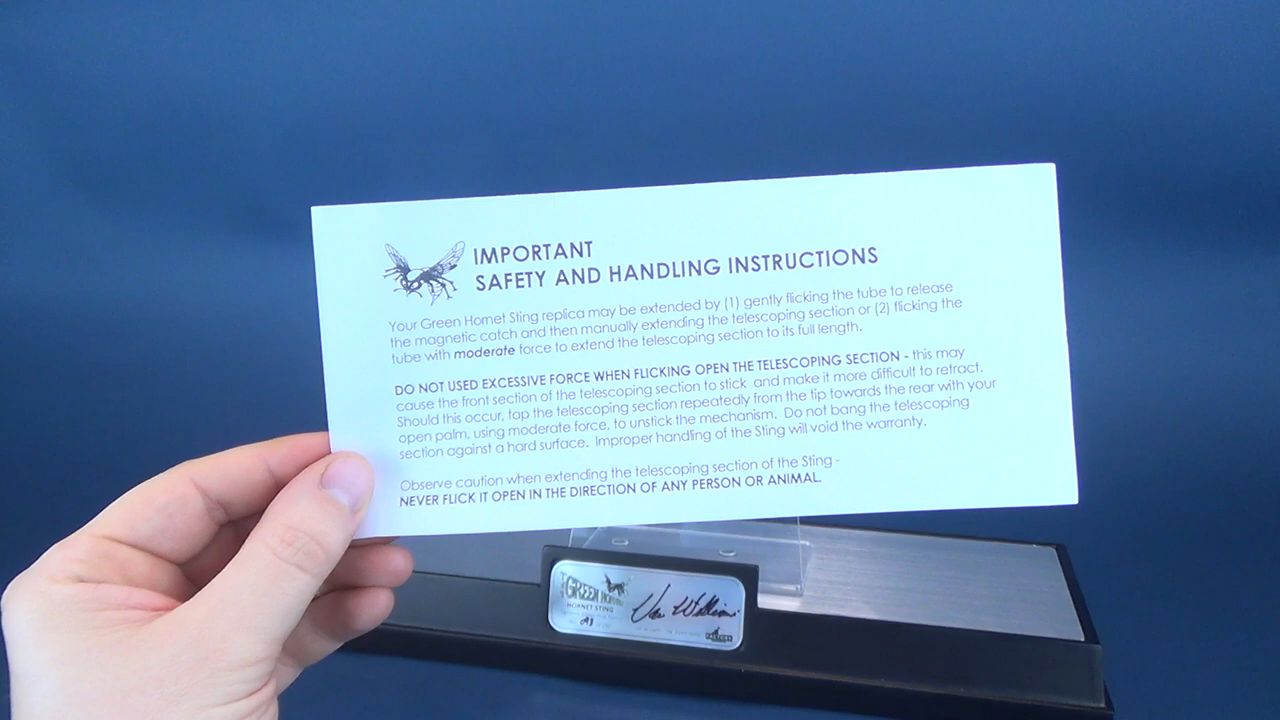 IMPORTANT
SAFETY AND HANDLING INSTRUCTIONS
Your Green Hornet Sting replica may be extended by (1) gently flicking the tube to release
the magnetic catch and then manually extending the telescoping section or (2) flicking the
tube with moderate force to extend the telescoping section to its full length.
DO NOT USED EXCESSIVE FORCE WHEN FLICKING OPEN THE TELESCOPING SECTION - this may
cause the front section of the telescoping section to stick and make it more difficult to retract.
Should this occur, tap the telescoping section repeatedly from the tip towards the rear with your
open palm, using moderate force, to unstick the mechanism. Do not bang the telescoping
section against a hard surface. Improper handling of the Sting will void the warranty.
Observe caution when extending the telescoping section of the Sting -
NEVER FLICK IT OPEN IN THE DIRECTION OF ANY PERSON OR ANIMAL.
GREEN HORNET
HORNET STING
Van Williams
FACTORY